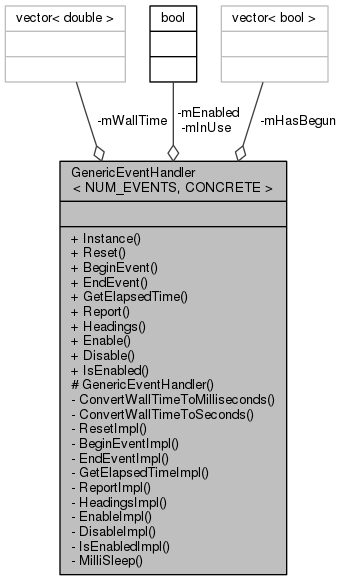 vector< double >
bool
vector< bool >
-mWallTime
-mEnabled
-mInUse
-mHasBegun
GenericEventHandler
< NUM_EVENTS, CONCRETE >
+ Instance()
+ Reset()
+ BeginEvent()
+ EndEvent()
+ GetElapsedTime()
+ Report()
+ Headings()
+ Enable()
+ Disable()
+ IsEnabled()
# GenericEventHandler()
- ConvertWallTimeToMilliseconds()
- ConvertWallTimeToSeconds()
- ResetImpl()
- BeginEventImpl()
- EndEventImpl()
- GetElapsedTimeImpl()
- ReportImpl()
- HeadingsImpl()
- EnableImpl()
- DisableImpl()
- IsEnabledImpl()
- MilliSleep()